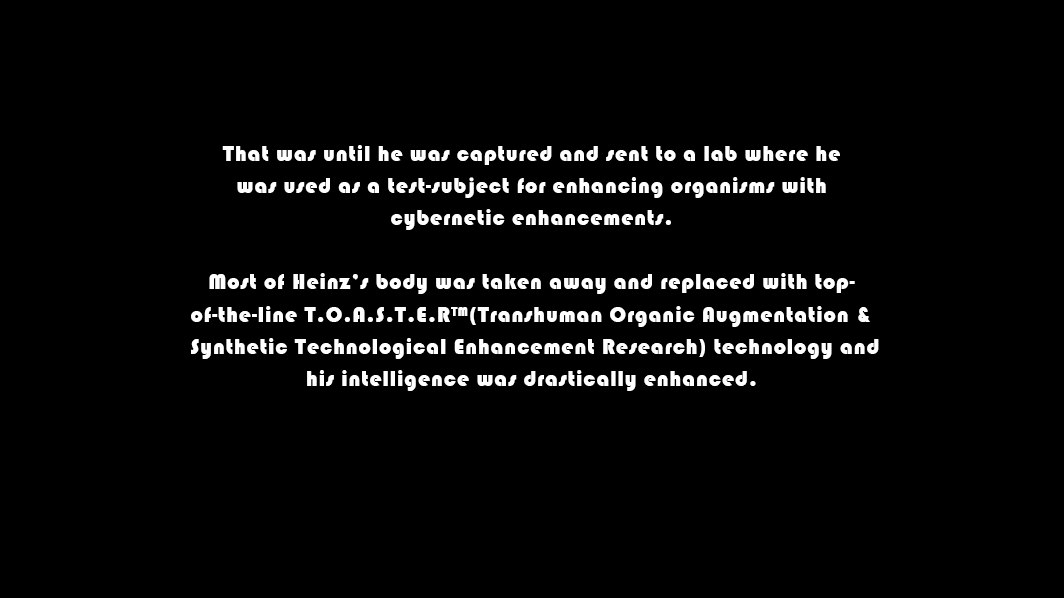 That was until he was captured and sent to a lab where he
was used as a test-subject for enhancing organisms with
cybernetic enhancements.
Most of Heinz's body was taken away and replaced with top-
of-the-line T.O.A.S.T.E.R™(Transhuman Organic Augmentation &
Synthetic Technological Enhancement Research) technology and
his intelligence was drastically enhanced.